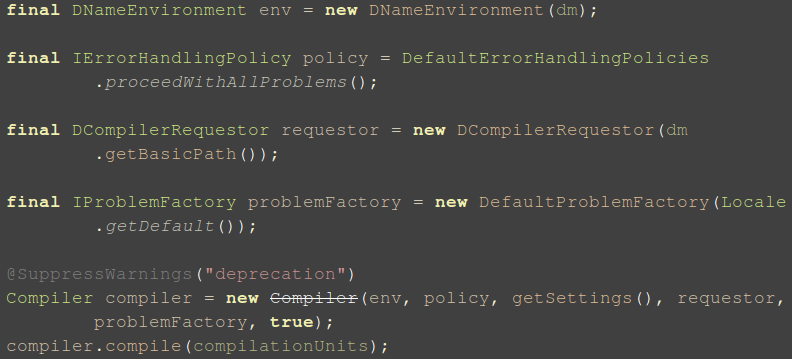 final DNameEnvironment env = new DNameEnvironment(dm);
final IErrorHandlingPolicy policy = DefaultErrorHandlingPolicies
.proceedWithAllProblems();
final DCompilerRequestor requestor = new DCompilerRequestor(dm
.getBasicPath());
final IProblemFactory problemFactory = new DefaultProblemFactory(Locale
.getDefault());
@SuppressWarnings("deprecation")
Compiler compiler = new Compiler(env, policy, getSettings(), requestor,
problemFactory, true);
compiler.compile(compilationUnits);